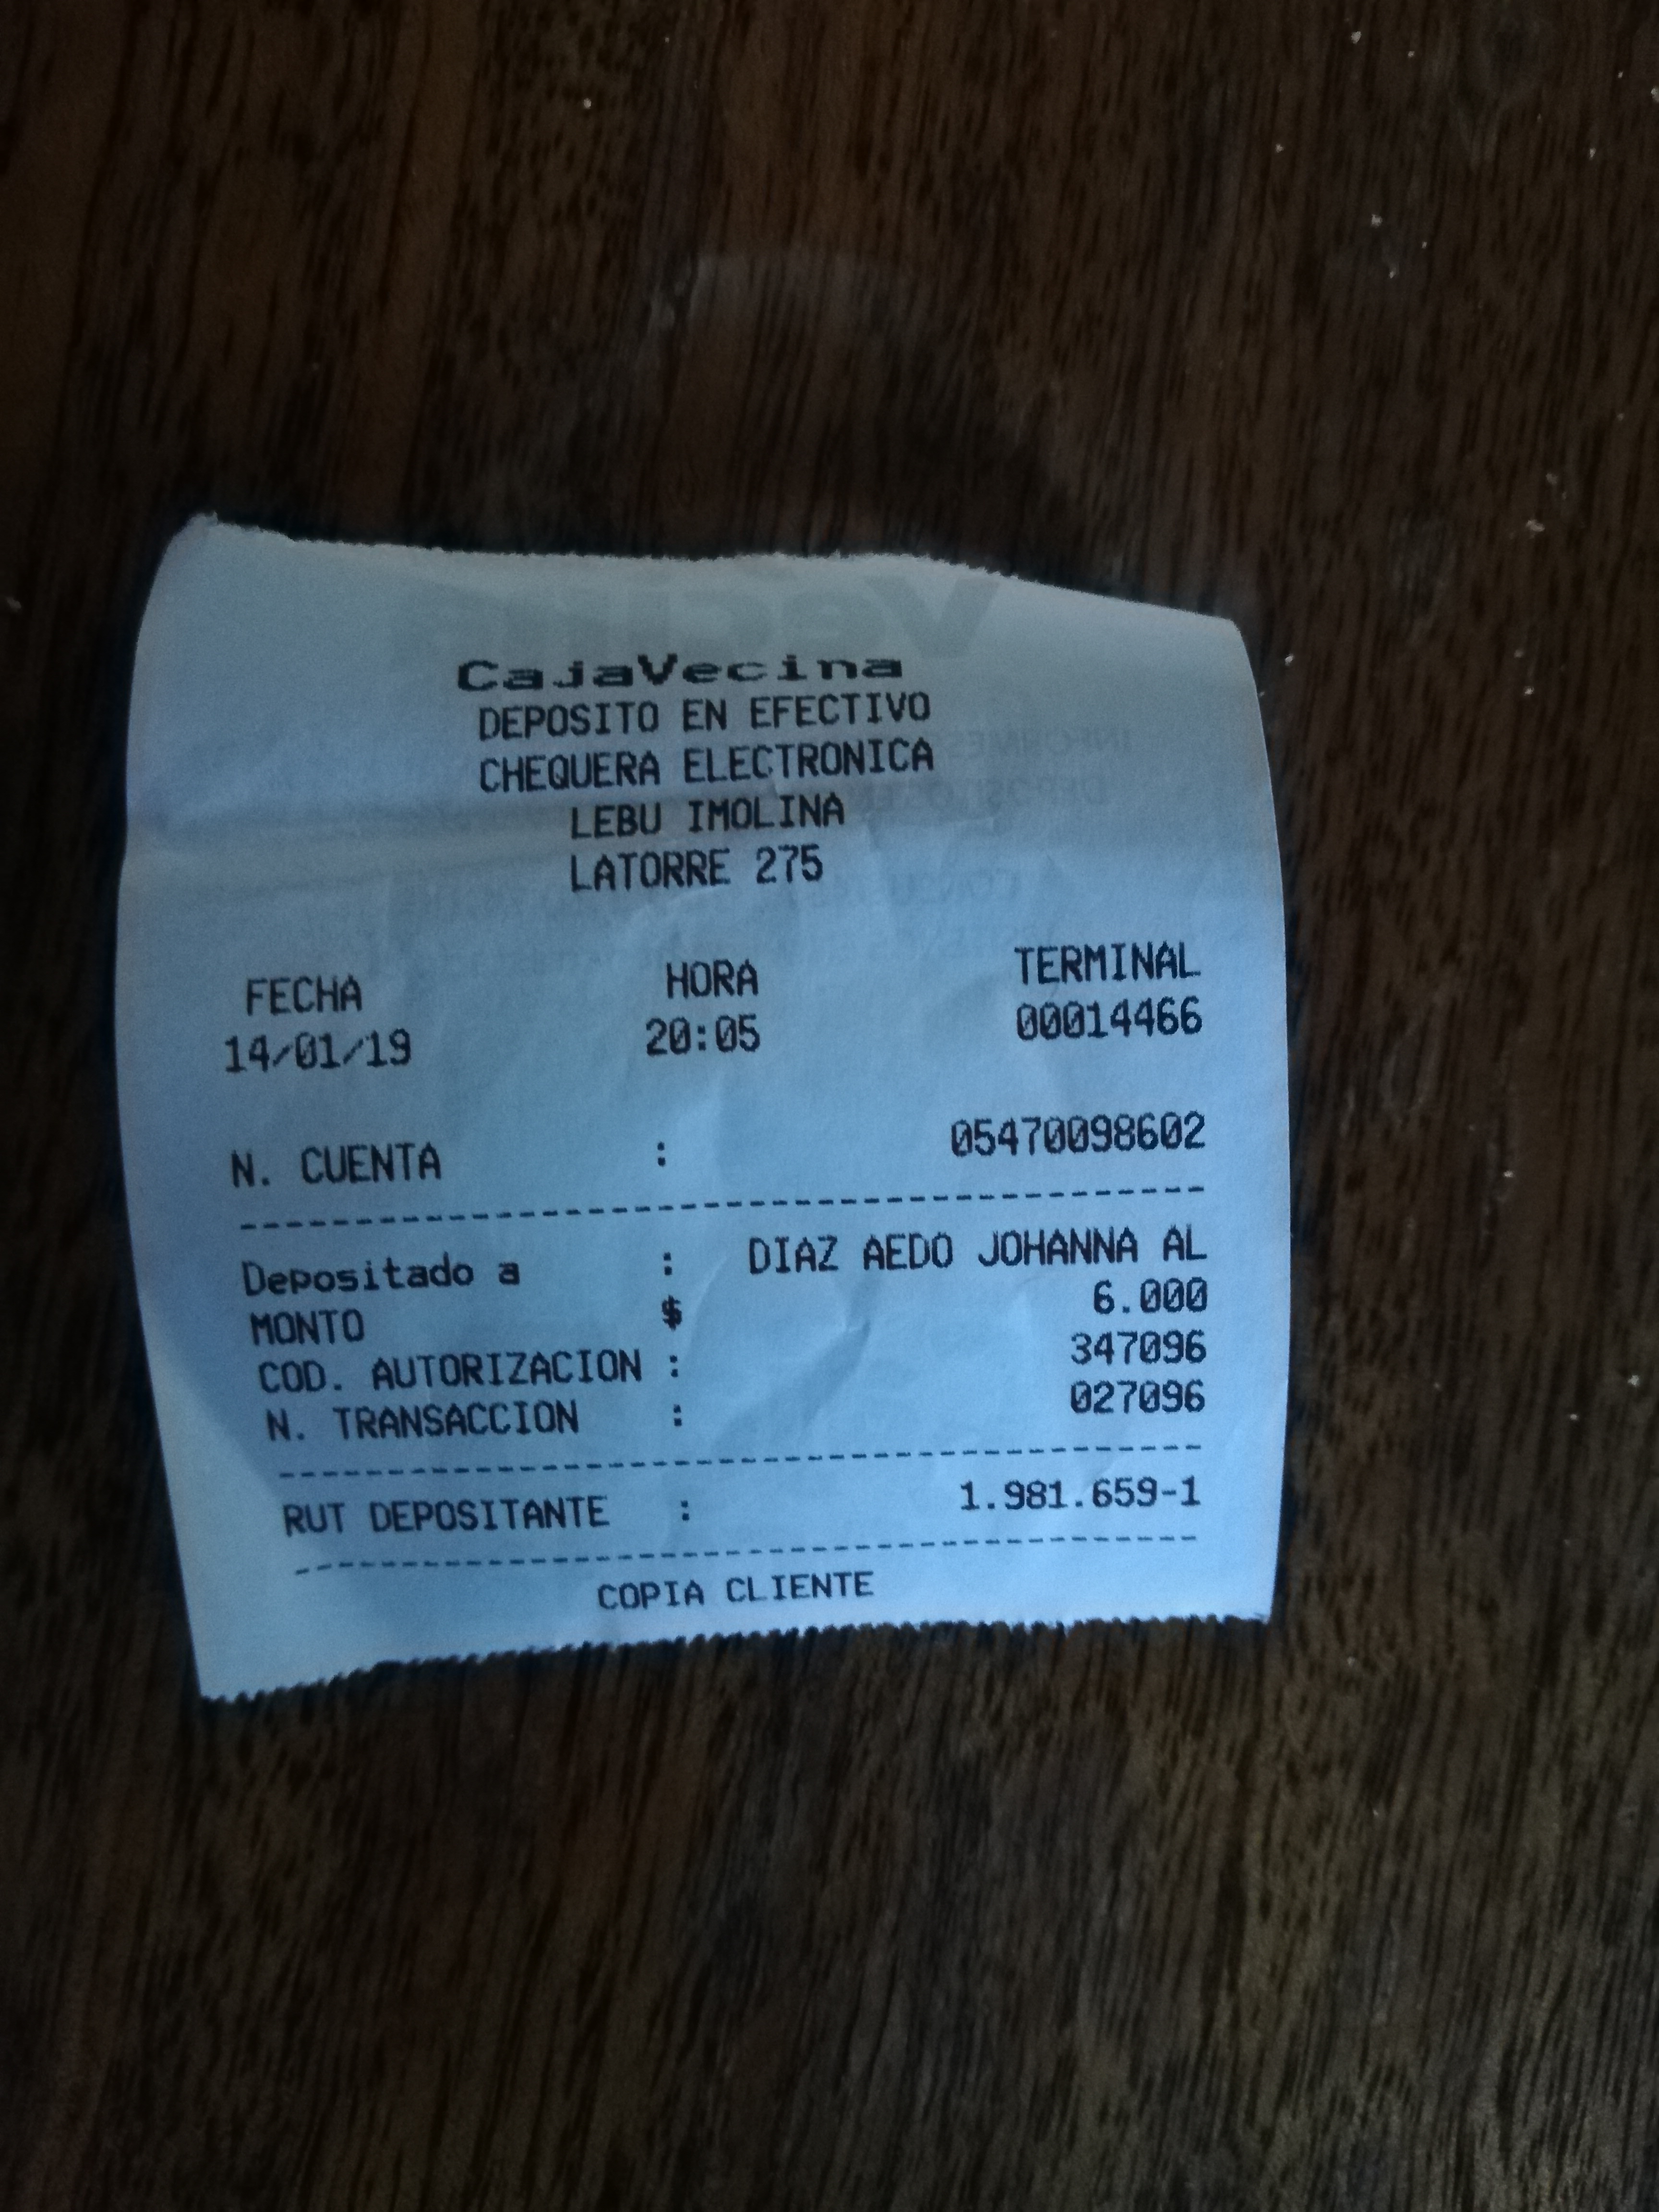 CajaVecina
DEPOSITO EN EFECTIVO
CHEQUERA ELECTRONICA
LEBU IMOLINA
LATORRE 275
FECHA HORA TERMINAL
14/01/19 20:05 00014466
N. CUENTA : 05470098602
Depositado a : DIAZ AEDO JOHANNA AL
MONTO $ 6.000
COD. AUTORIZACION : 347096
N. TRANSACCION : 027096
RUT DEPOSITANTE : 1.981.659-1
COPIA CLIENTE